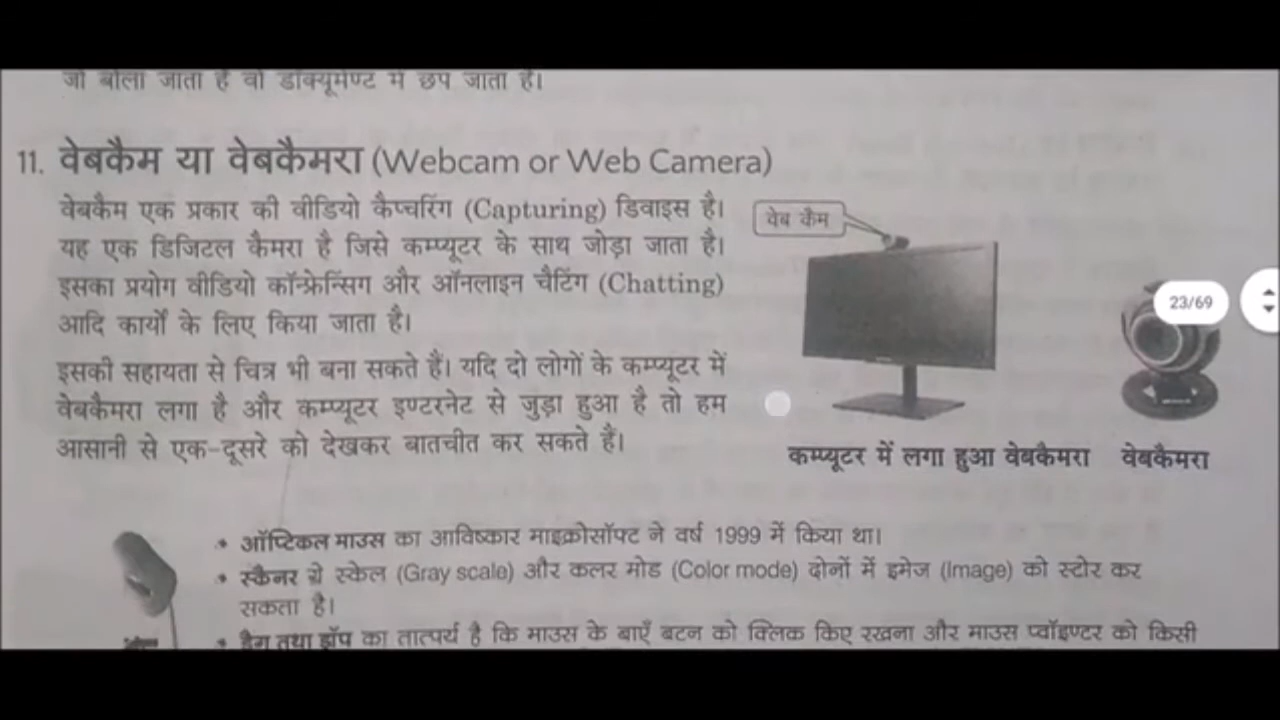 जो बोला जाता है वो डॉक्यूमेण्ट में छप जाता है।
11. वेबकैम या वेबकैमरा (Webcam or Web Camera)
वेबकैम एक प्रकार की वीडियो कैप्चरिंग (Capturing) डिवाइस है।
यह एक डिजिटल कैमरा है जिसे कम्प्यूटर के साथ जोड़ा जाता है।
इसका प्रयोग वीडियो कॉन्फ्रेन्सिंग और ऑनलाइन चैटिंग (Chatting)
आदि कार्यों के लिए किया जाता है।
इसकी सहायता से चित्र भी बना सकते हैं। यदि दो लोगों के कम्प्यूटर में
वेबकैमरा लगा है और कम्प्यूटर इण्टरनेट से जुड़ा हुआ है तो हम
आसानी से एक-दूसरे को देखकर बातचीत कर सकते हैं।
वेब कैम
23/69
कम्प्यूटर में लगा हुआ वेबकैमरा
वेबकैमरा
• ऑप्टिकल माउस का आविष्कार माइक्रोसॉफ्ट ने वर्ष 1999 में किया था।
• स्कैनर ग्रे स्केल (Gray scale) और कलर मोड (Color mode) दोनों में इमेज (Image) को स्टोर कर
सकता है।
• ड्रैग तथा ड्रॉप का तात्पर्य है कि माउस के बाएँ बटन को क्लिक किए रखना और माउस प्वॉइण्टर को किसी